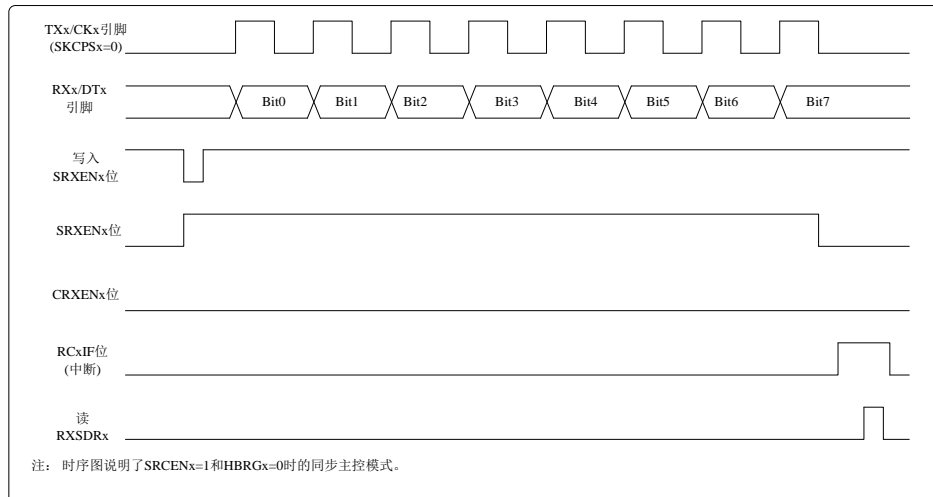 TXx/CKx引脚
(SKCPSx=0)
RXx/DTx
引脚
Bit0 Bit1 Bit2 Bit3 Bit4 Bit5 Bit6 Bit7
写入
SRXENx位
SRXENx位
CRXENx位
RCxIF位
(中断)
读
RXSDRx
注： 时序图说明了SRCENx=1和HBRGx=0时的同步主控模式。